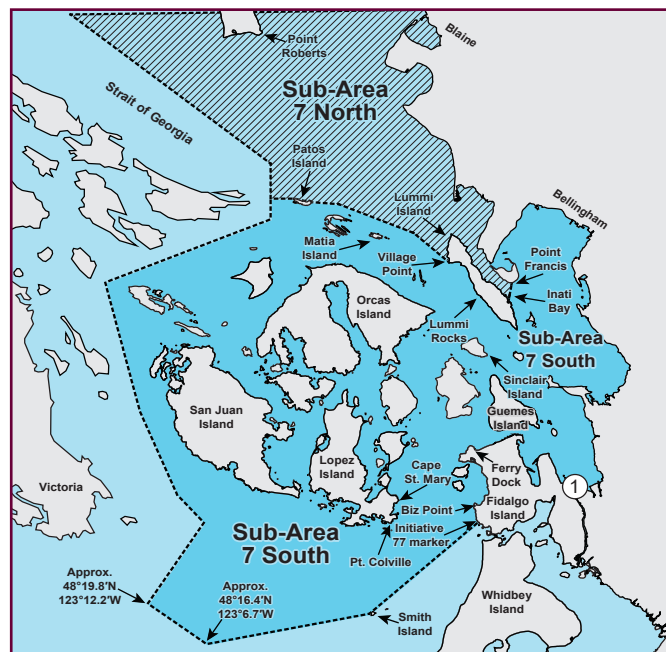 Point
Roberts
Blaine
Strait of Georgia
Sub-Area
7 North
Patos
Island
Lummi
Island
Bellingham
Matia
Island
Village
Point
Point
Francis
Inati
Bay
Orcas
Island
Lummi
Rocks
Sub-Area
7 South
Sinclair
Island
San Juan
Island
Guemes
Island
Lopez
Island
Cape
St. Mary
Ferry
Dock
1
Victoria
Biz Point
Fidalgo
Island
Initiative
77 marker
Sub-Area
7 South
Pt. Colville
Approx.
48°19.8'N
123°12.2'W
Approx.
48°16.4'N
123°6.7'W
Smith
Island
Whidbey
Island